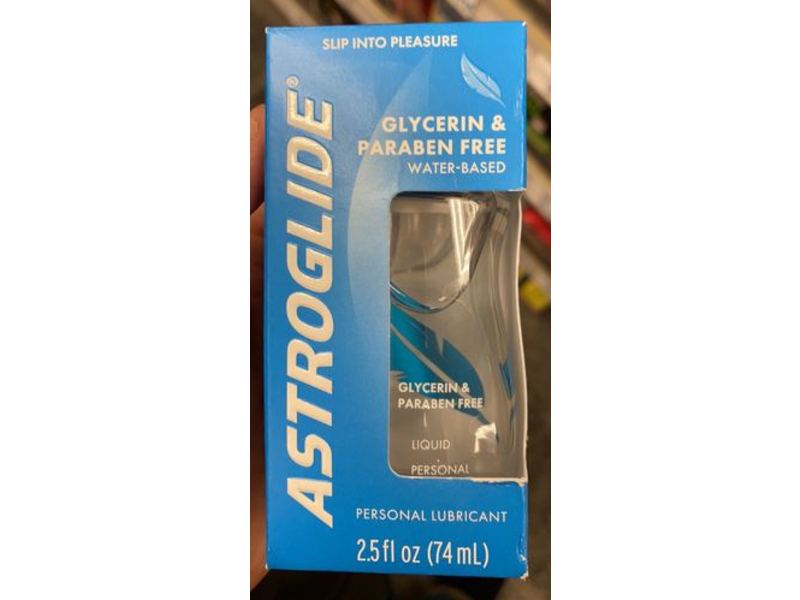 SLIP INTO PLEASURE
ASTROGLIDE®
GLYCERIN &
PARABEN FREE
WATER-BASED
GLYCERIN &
PARABEN FREE
LIQUID
PERSONAL
PERSONAL LUBRICANT
2.5 fl oz (74 mL)